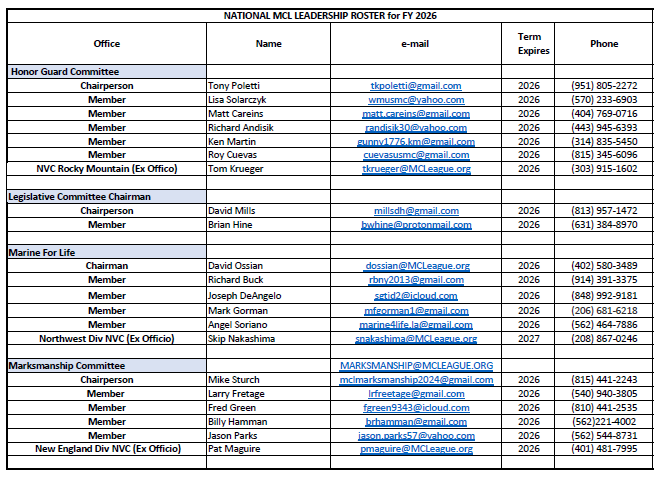 NATIONAL MCL LEADERSHIP ROSTER for FY 2026
Office Name e-mail Term Expires Phone
Honor Guard Committee
Chairperson Tony Poletti tkpoletti@gmail.com 2026 (951) 805-2272
Member Lisa Solarczyk wmusmc@yahoo.com 2026 (570) 233-6903
Member Matt Careins matt.careins@gmail.com 2026 (404) 769-0716
Member Richard Andisik randisik30@yahoo.com 2026 (443) 945-6393
Member Ken Martin gunny1776.km@gmail.com 2026 (314) 835-5450
Member Roy Cuevas cuevasusmc@gmail.com 2026 (815) 345-6096
NVC Rocky Mountain (Ex Offico) Tom Krueger tkrueger@MCLeague.org 2026 (303) 915-1602
Legislative Committee Chairman
Chairperson David Mills millsdh@gmail.com 2026 (813) 957-1472
Member Brian Hine bwhine@protonmail.com 2026 (631) 384-8970
Marine For Life
Chairman David Ossian dossian@MCLeague.org 2026 (402) 580-3489
Member Richard Buck rbny2013@gmail.com 2026 (914) 391-3375
Member Joseph DeAngelo sgtjd2@icloud.com 2026 (848) 992-9181
Member Mark Gorman mfgorman1@gmail.com 2026 (206) 681-6218
Member Angel Soriano marine4life.la@gmail.com 2026 (562) 464-7886
Northwest Div NVC (Ex Officio) Skip Nakashima snakashima@MCLeague.org 2027 (208) 867-0246
Marksmanship Committee MARKSMANSHIP@MCLEAGUE.ORG
Chairperson Mike Sturch mclmarksmanship2024@gmail.com 2026 (815) 441-2243
Member Larry Fretage lrfreetage@gmail.com 2026 (540) 940-3805
Member Fred Green fgreen9343@icloud.com 2026 (810) 441-2535
Member Billy Hamman brhamman@gmail.com 2026 (562)221-4002
Member Jason Parks jason.parks57@yahoo.com 2026 (562) 544-8731
New England Div NVC (Ex Officio) Pat Maguire pmaguire@MCLeague.org 2026 (401) 481-7995